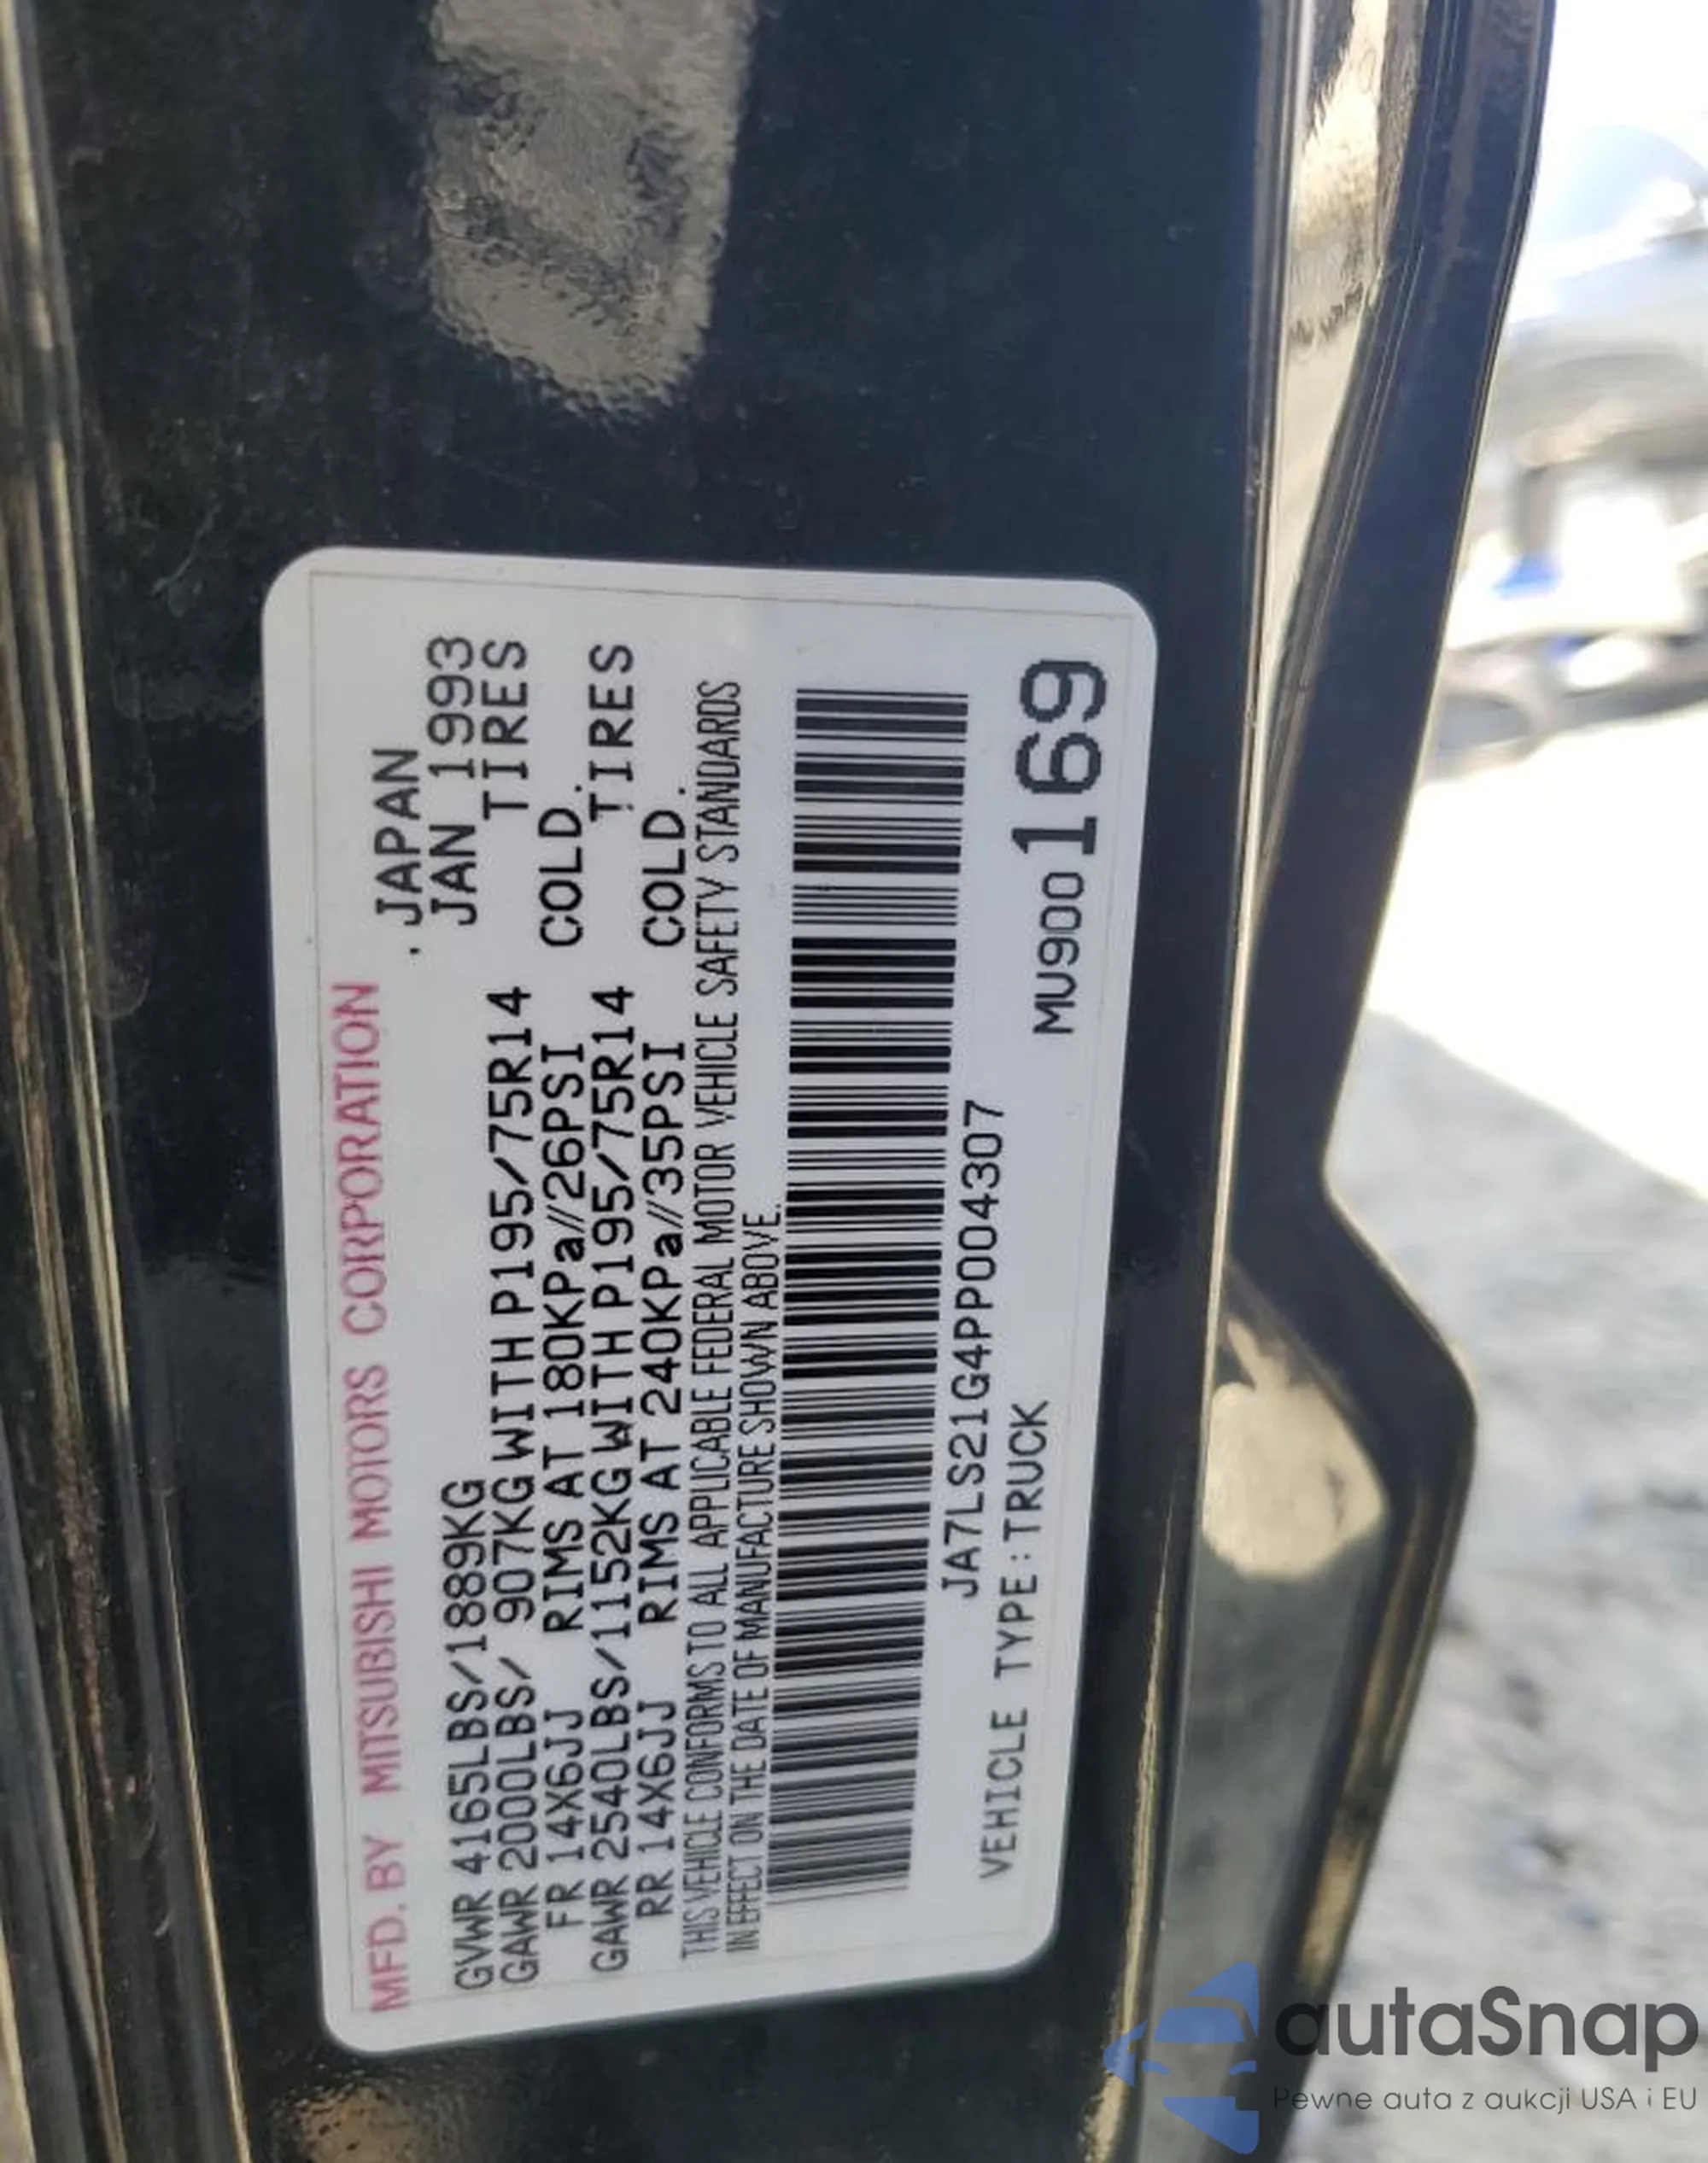 MFD. BY MITSUBISHI MOTORS CORPORATION
. JAPAN
GVWR 4165LBS/1889KG JAN 1993
GAWR 2000LBS/ 907KG WITH P195/75R14 TIRES
FR 14X6JJ RIMS AT 180KPa//26PSI COLD.
GAWR 2540LBS/1152KG WITH P195/75R14 TIRES
RR 14X6JJ RIMS AT 240KPa//35PSI COLD.
THIS VEHICLE CONFORMS TO ALL APPLICABLE FEDERAL MOTOR VEHICLE SAFETY STANDARDS
IN EFFECT ON THE DATE OF MANUFACTURE SHOWN ABOVE.
JA7LS21G4PP004307
VEHICLE TYPE:TRUCK MU900169
autaSnap
Pewne auta z aukcji USA i EU